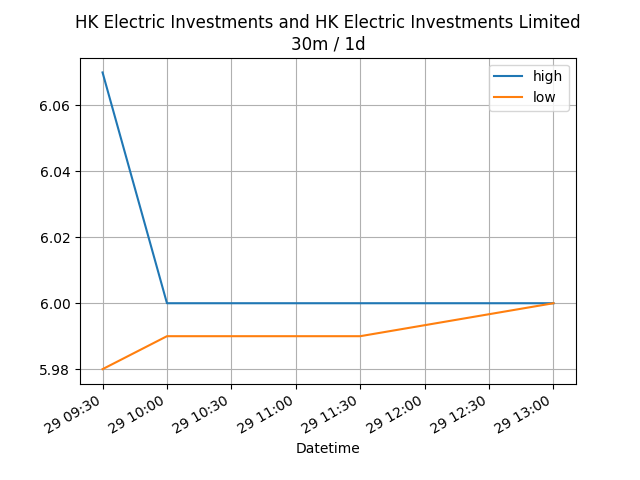 HK Electric Investments and HK Electric Investments Limited
30m / 1d
high
low
6.06
6.04
6.02
6.00
5.98
29 09:30
29 10:00
29 10:30
29 11:00
29 11:30
29 12:00
29 12:30
29 13:00
Datetime